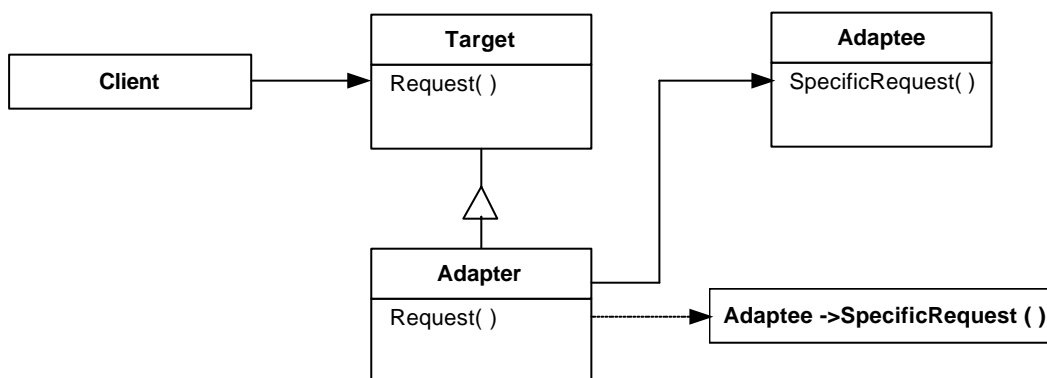 Target
Adaptee
Client
Request( )
SpecificRequest( )
Adapter
Request( )
Adaptee ->SpecificRequest ( )